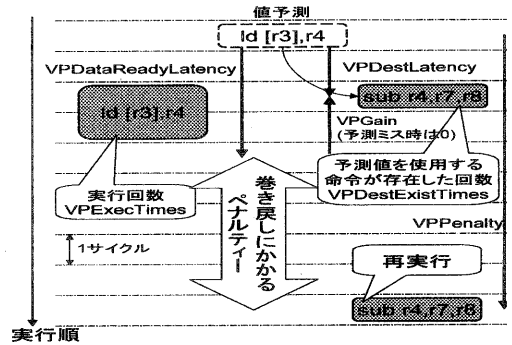 値予測
ld [r3],r4
VPDataReadyLatency
VPDestLatency
ld [r3],r4
sub r4,r7,r8
VPGain
(予測ミス時は0)
実行回数
VPExecTimes
予測値を使用する
命令が存在した回数
VPDestExistTimes
巻き戻しにかかる
ペナルティー
VPPenalty
1サイクル
再実行
sub r4,r7,r8
実行順